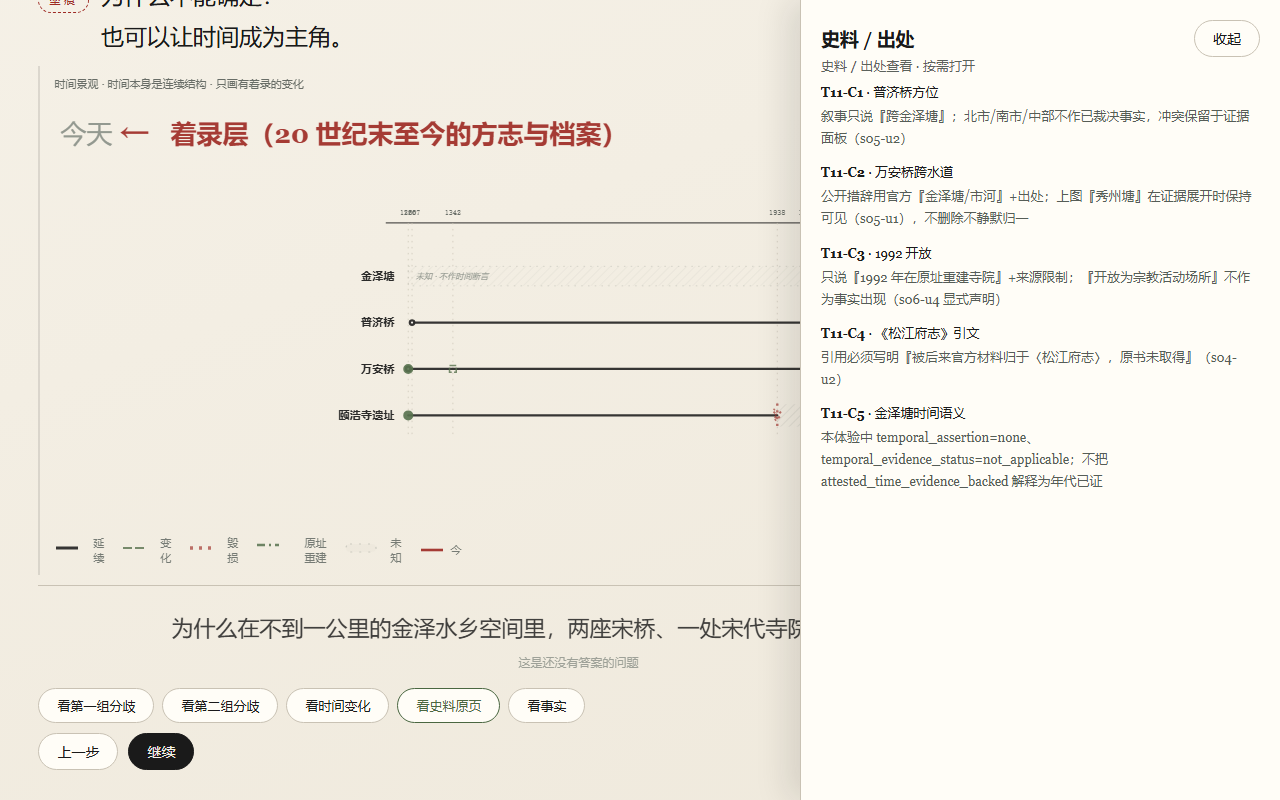 为什么不能确定？
也可以让时间成为主角。
时间景观 · 时间本身是连续结构 · 只画有着录的变化
今天 ← 着录层（20 世纪末至今的方志与档案）
1342
1938
金泽塘
未知 · 不作时间断言
普济桥
万安桥
颐浩寺遗址
延续
变化
毁损
原址重建
未知
今
为什么在不到一公里的金泽水乡空间里，两座宋桥、一处宋代寺院
这是还没有答案的问题
看第一组分歧
看第二组分歧
看时间变化
看史料原页
看事实
上一步
继续
史料 / 出处
收起
史料 / 出处查看 · 按需打开
T11-C1 · 普济桥方位
叙事只说『跨金泽塘』；北市/南市/中部不作已裁决事实，冲突保留于证据
面板（s05-u2）
T11-C2 · 万安桥跨水道
公开措辞用官方『金泽塘/市河』+出处；上图『秀州塘』在证据展开时保持
可见（s05-u1），不删除不静默归一
T11-C3 · 1992 开放
只说『1992 年在原址重建寺院』+来源限制；『开放为宗教活动场所』不作
为事实出现（s06-u4 显式声明）
T11-C4 · 《松江府志》引文
引用必须写明『被后来官方材料归于〈松江府志〉，原书未取得』（s04-
u2）
T11-C5 · 金泽塘时间语义
本体验中 temporal_assertion=none、
temporal_evidence_status=not_applicable；不把
attested_time_evidence_backed 解释为年代已证